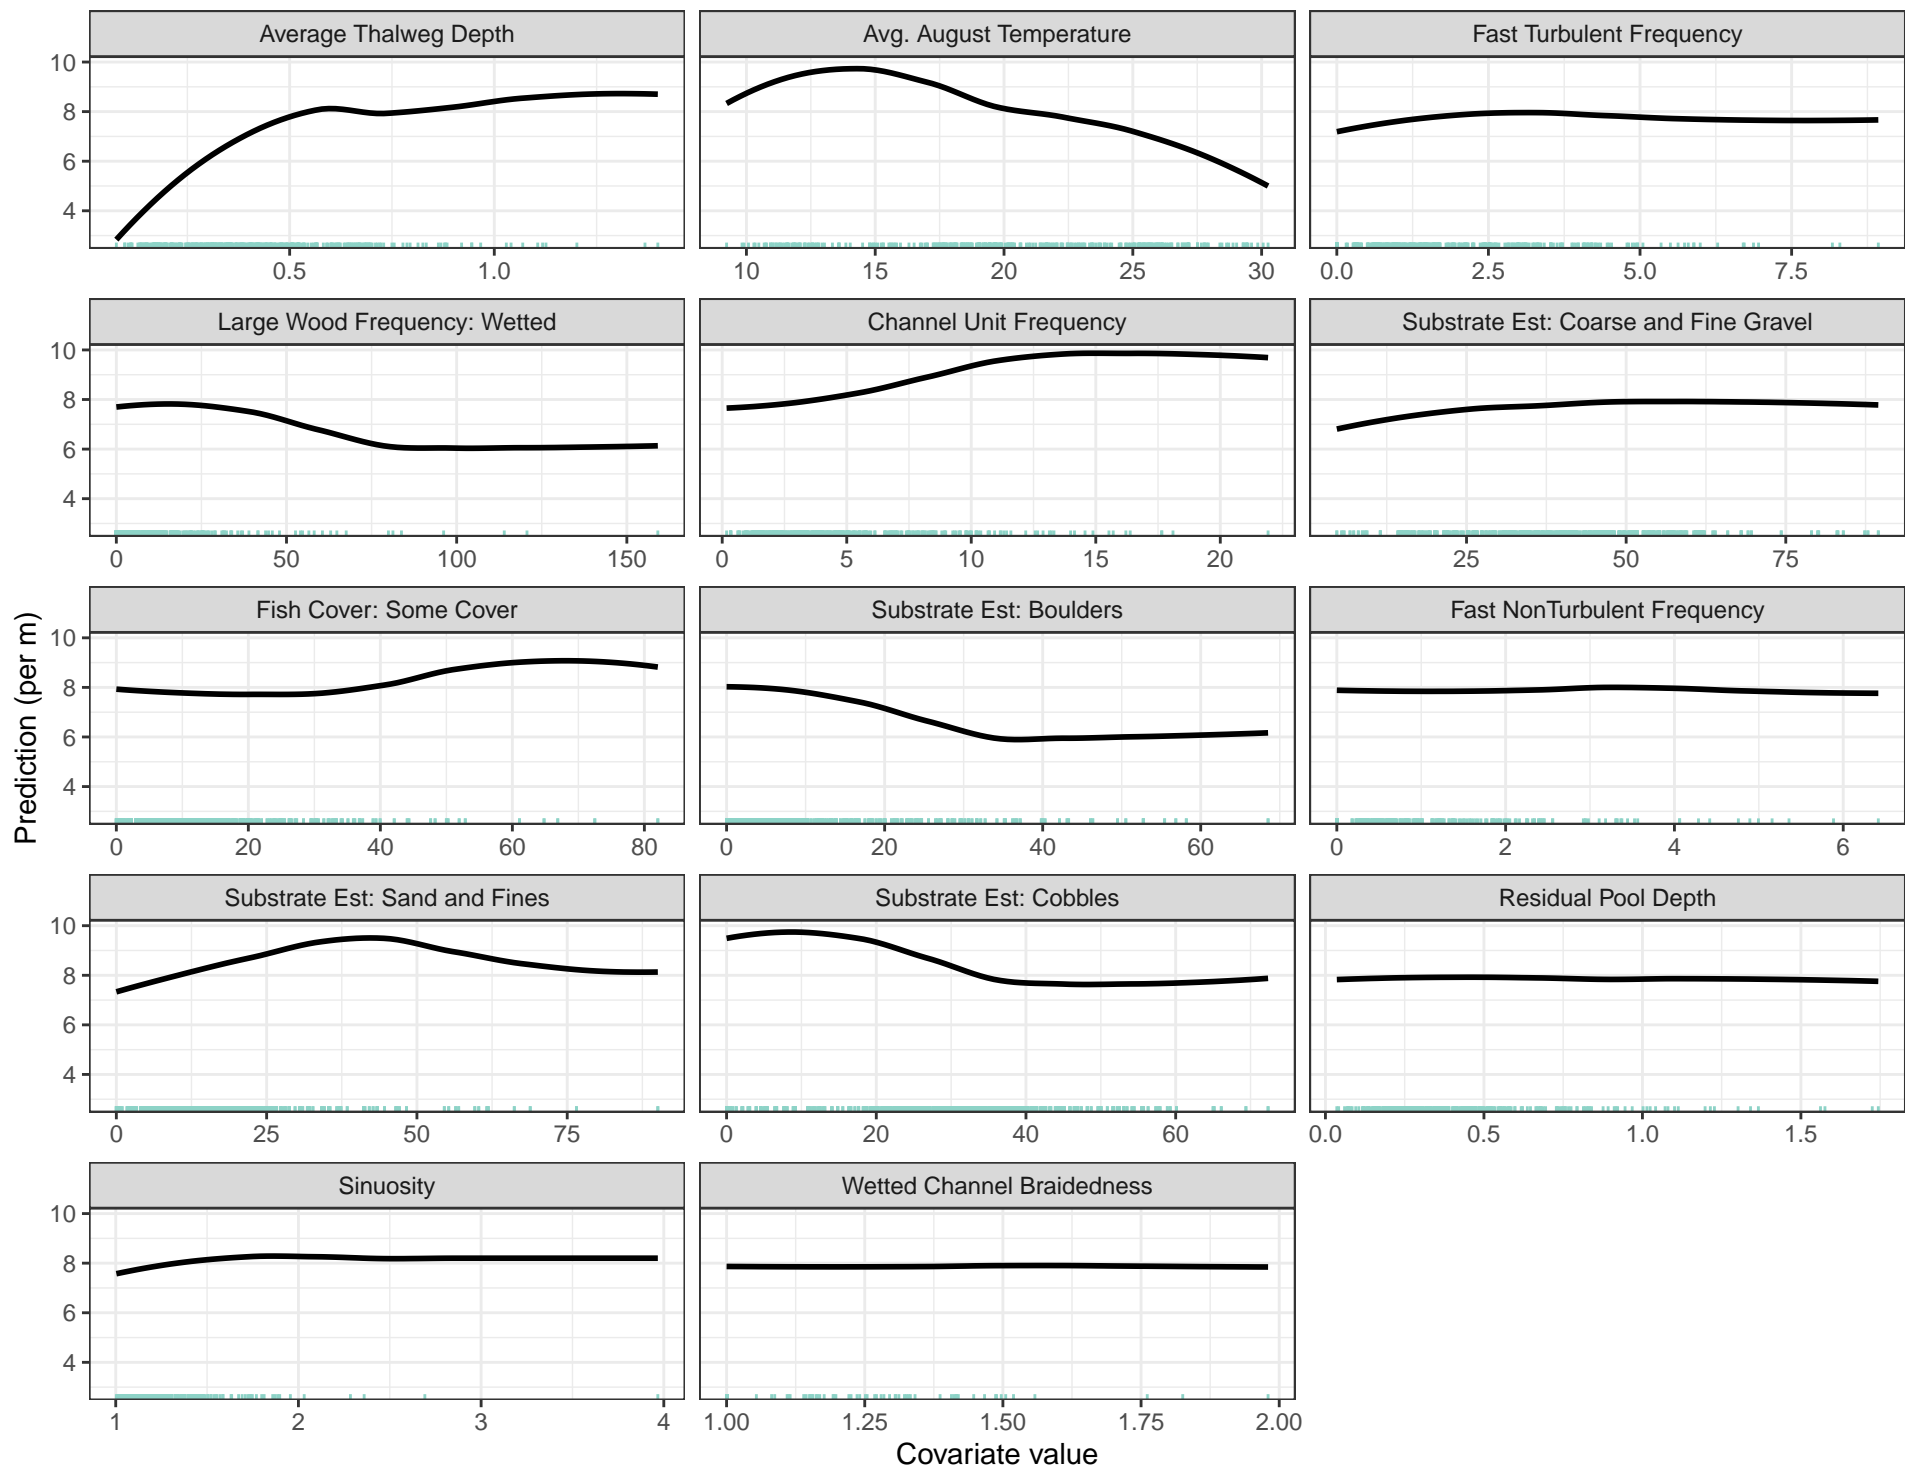 Average Thalweg Depth Avg. August Temperature Fast Turbulent Frequency
10
8
6
4
0.5 1.0 10 15 20 25 30 0.0 2.5 5.0 7.5
Large Wood Frequency: Wetted Channel Unit Frequency Substrate Est: Coarse and Fine Gravel
10
8
6
4
0 50 100 150 0 5 10 15 20 25 50 75
Fish Cover: Some Cover Substrate Est: Boulders Fast NonTurbulent Frequency
10
8
6
4
0 20 40 60 80 0 20 40 60 0 2 4 6
Prediction (per m)
Substrate Est: Sand and Fines Substrate Est: Cobbles Residual Pool Depth
10
8
6
4
0 25 50 75 0 20 40 60 0.0 0.5 1.0 1.5
Sinuosity Wetted Channel Braidedness
10
8
6
4
1 2 3 4 1.00 1.25 1.50 1.75 2.00
Covariate value